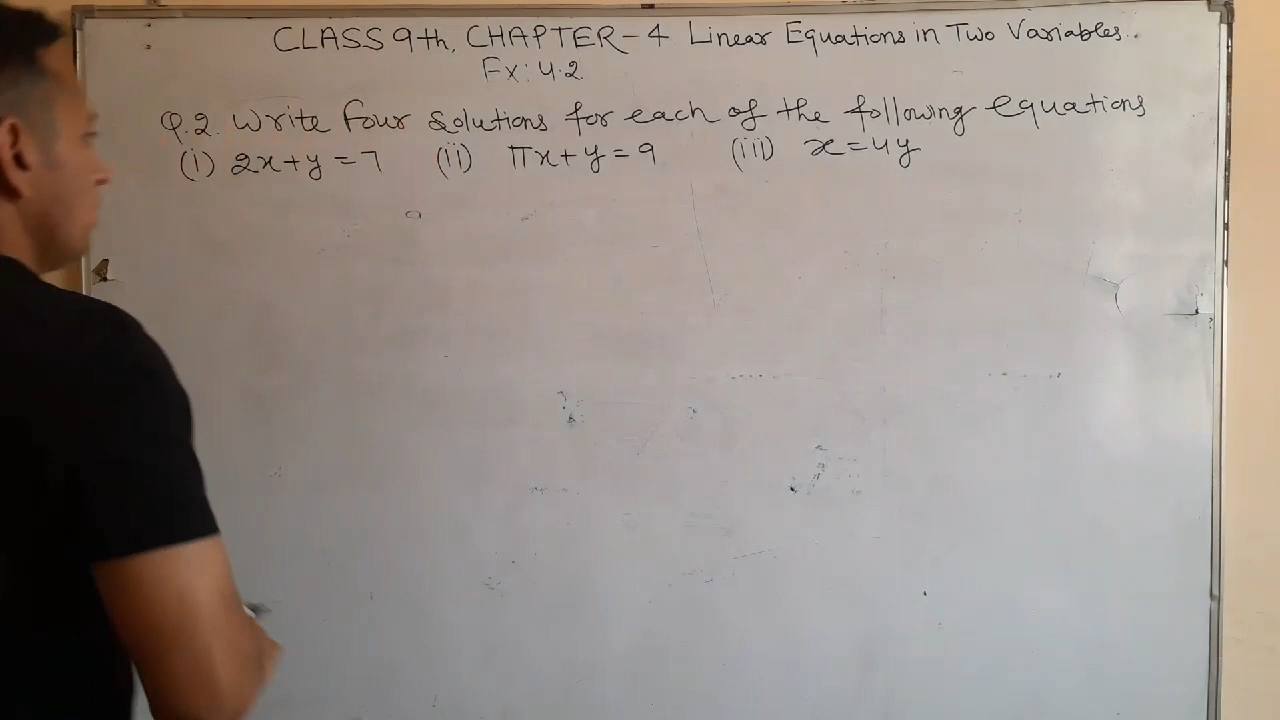 CLASS 9th, CHAPTER-4 Linear Equations in Two Variables..
Ex: 4.2.
Q.2. Write four solutions for each of the following equations
(i) 2x+y=7 (ii) πx+y=9 (iii) x=4y